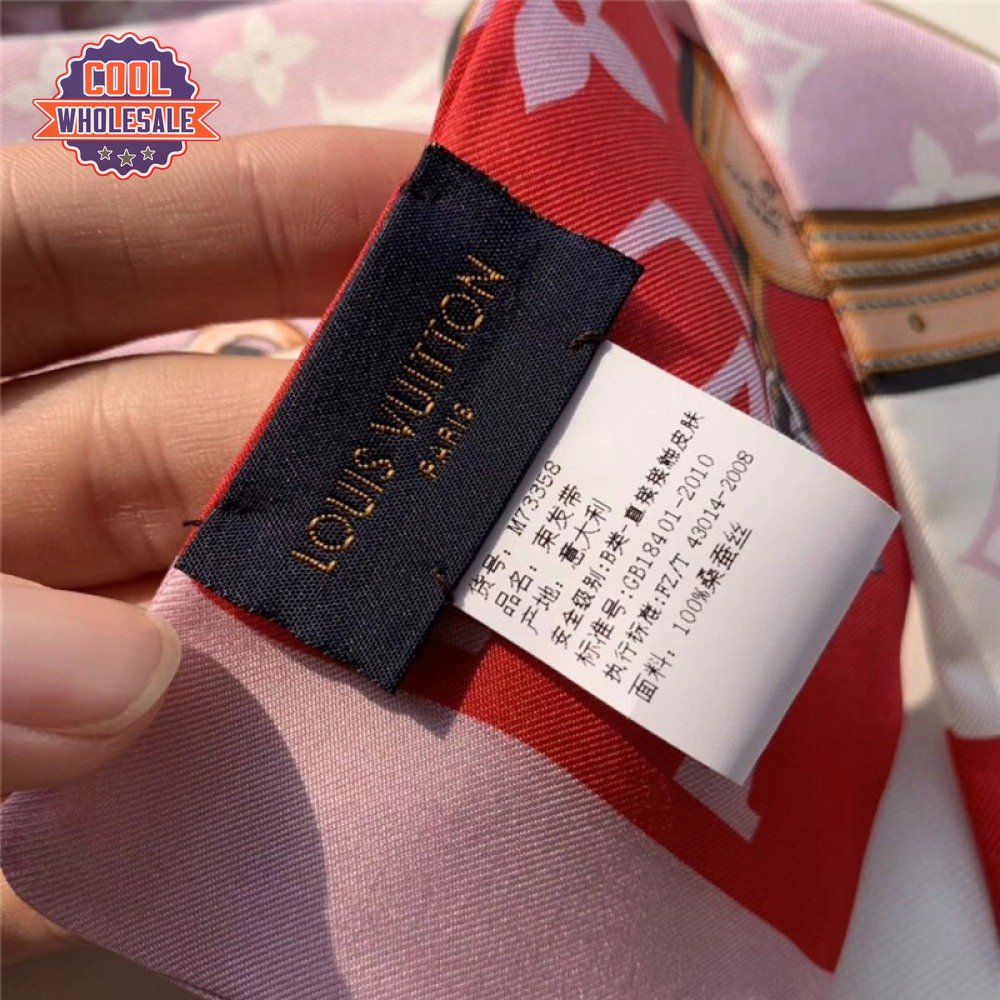 COOL
WHOLESALE
LOUIS VUITTON
PARIS
货号: M73358
品名: 束发带
产地: 意大利
安全级别:B类-直接接触皮肤
标准号:GB18401-2010
执行标准:FZ/T 43014-2008
面料: 100%桑蚕丝